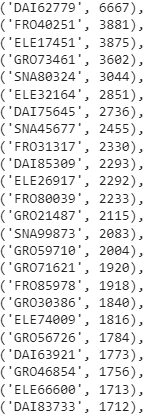 ('DAI62779', 6667),
('FRO40251', 3881),
('ELE17451', 3875),
('GRO73461', 3602),
('SNA80324', 3044),
('ELE32164', 2851),
('DAI75645', 2736),
('SNA45677', 2455),
('FRO31317', 2330),
('DAI85309', 2293),
('ELE26917', 2292),
('FRO80039', 2233),
('GRO21487', 2115),
('SNA99873', 2083),
('GRO59710', 2004),
('GRO71621', 1920),
('FRO85978', 1918),
('GRO30386', 1840),
('ELE74009', 1816),
('GRO56726', 1784),
('DAI63921', 1773),
('GRO46854', 1756),
('ELE66600', 1713),
('DAI83733', 1712),